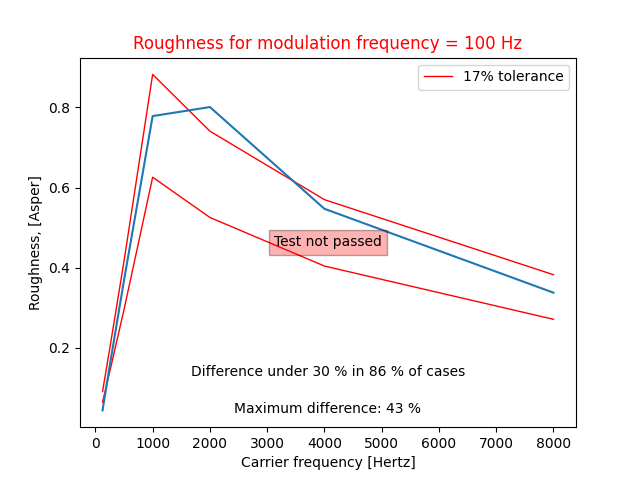 Roughness for modulation frequency = 100 Hz
17% tolerance
Roughness, [Asper]
0.8
0.6
0.4
0.2
Test not passed
Difference under 30 % in 86 % of cases
Maximum difference: 43 %
0 1000 2000 3000 4000 5000 6000 7000 8000
Carrier frequency [Hertz]